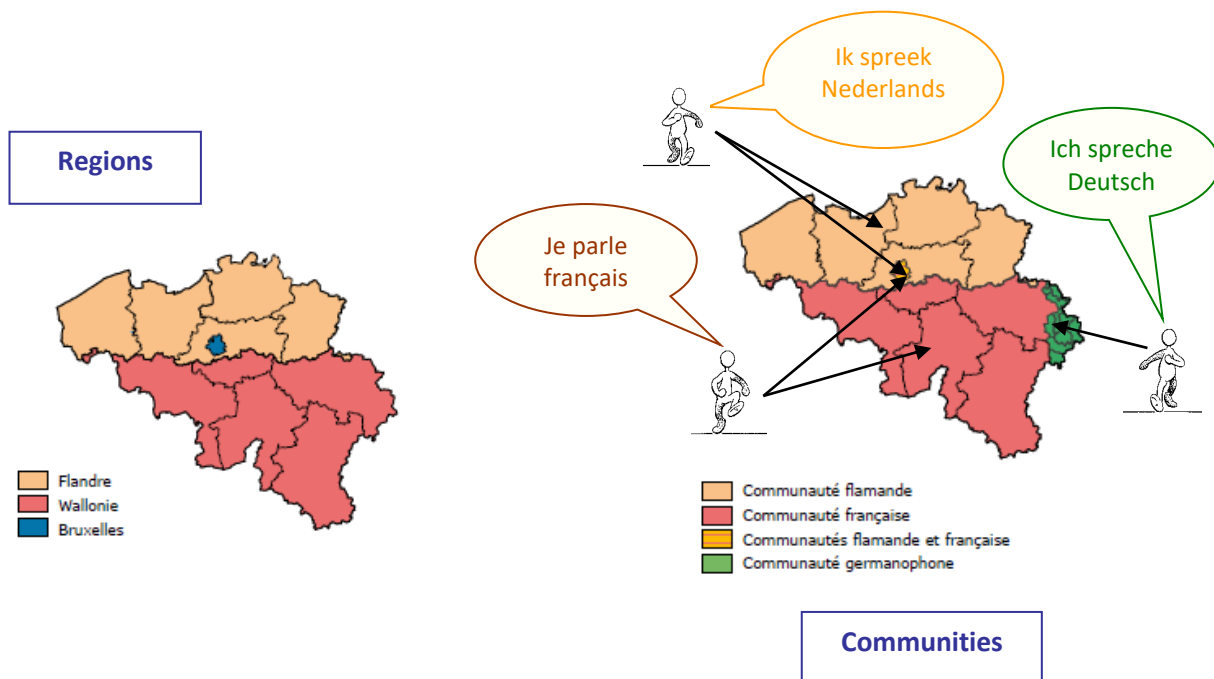 Regions
Flandre
Wallonie
Bruxelles
Ik spreek
Nederlands
Ich spreche
Deutsch
Je parle
français
Communauté flamande
Communauté française
Communautés flamande et française
Communauté germanophone
Communities